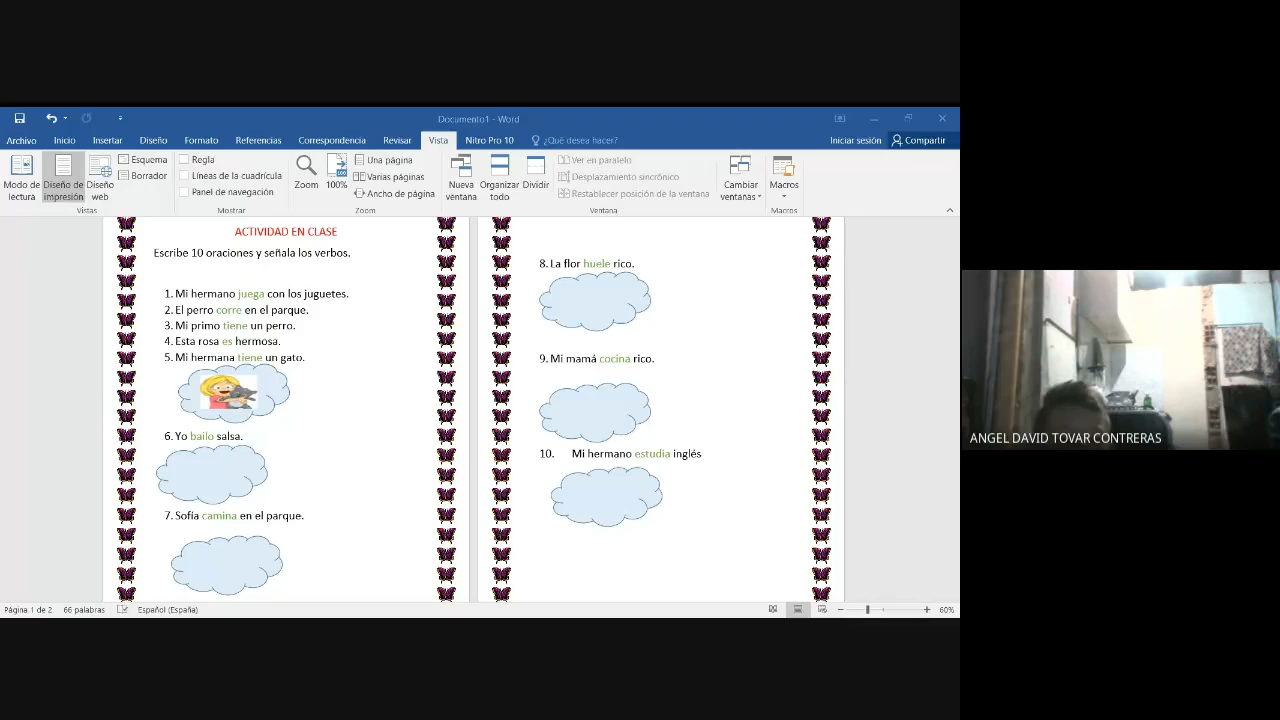 Documento1 - Word
Archivo Inicio Insertar Diseño Formato Referencias Correspondencia Revisar Vista Nitro Pro 10 ¿Qué desea hacer? Iniciar sesión Compartir
Modo de lectura
Diseño de impresión
Diseño web
Esquema
Borrador
Vistas
Regla
Líneas de la cuadrícula
Panel de navegación
Mostrar
Zoom
100
100%
Una página
Varias páginas
Ancho de página
Zoom
Nueva ventana
Organizar todo
Dividir
Ver en paralelo
Desplazamiento sincrónico
Restablecer posición de la ventana
Ventana
Cambiar ventanas
Macros
Macros
ACTIVIDAD EN CLASE
Escribe 10 oraciones y señala los verbos.
1. Mi hermano juega con los juguetes.
2. El perro corre en el parque.
3. Mi primo tiene un perro.
4. Esta rosa es hermosa.
5. Mi hermana tiene un gato.
6. Yo bailo salsa.
7. Sofía camina en el parque.
8. La flor huele rico.
9. Mi mamá cocina rico.
10. Mi hermano estudia inglés
Página 1 de 2 66 palabras Español (España) 60%
ANGEL DAVID TOVAR CONTRERAS